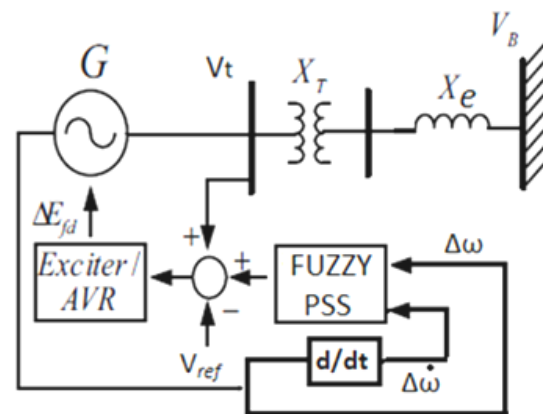 G
Vt
X_T
X_e
V_B
ΔE_fd
+
Exciter /
AVR
+
−
FUZZY
PSS
Δω
V_ref
d/dt
Δω̇